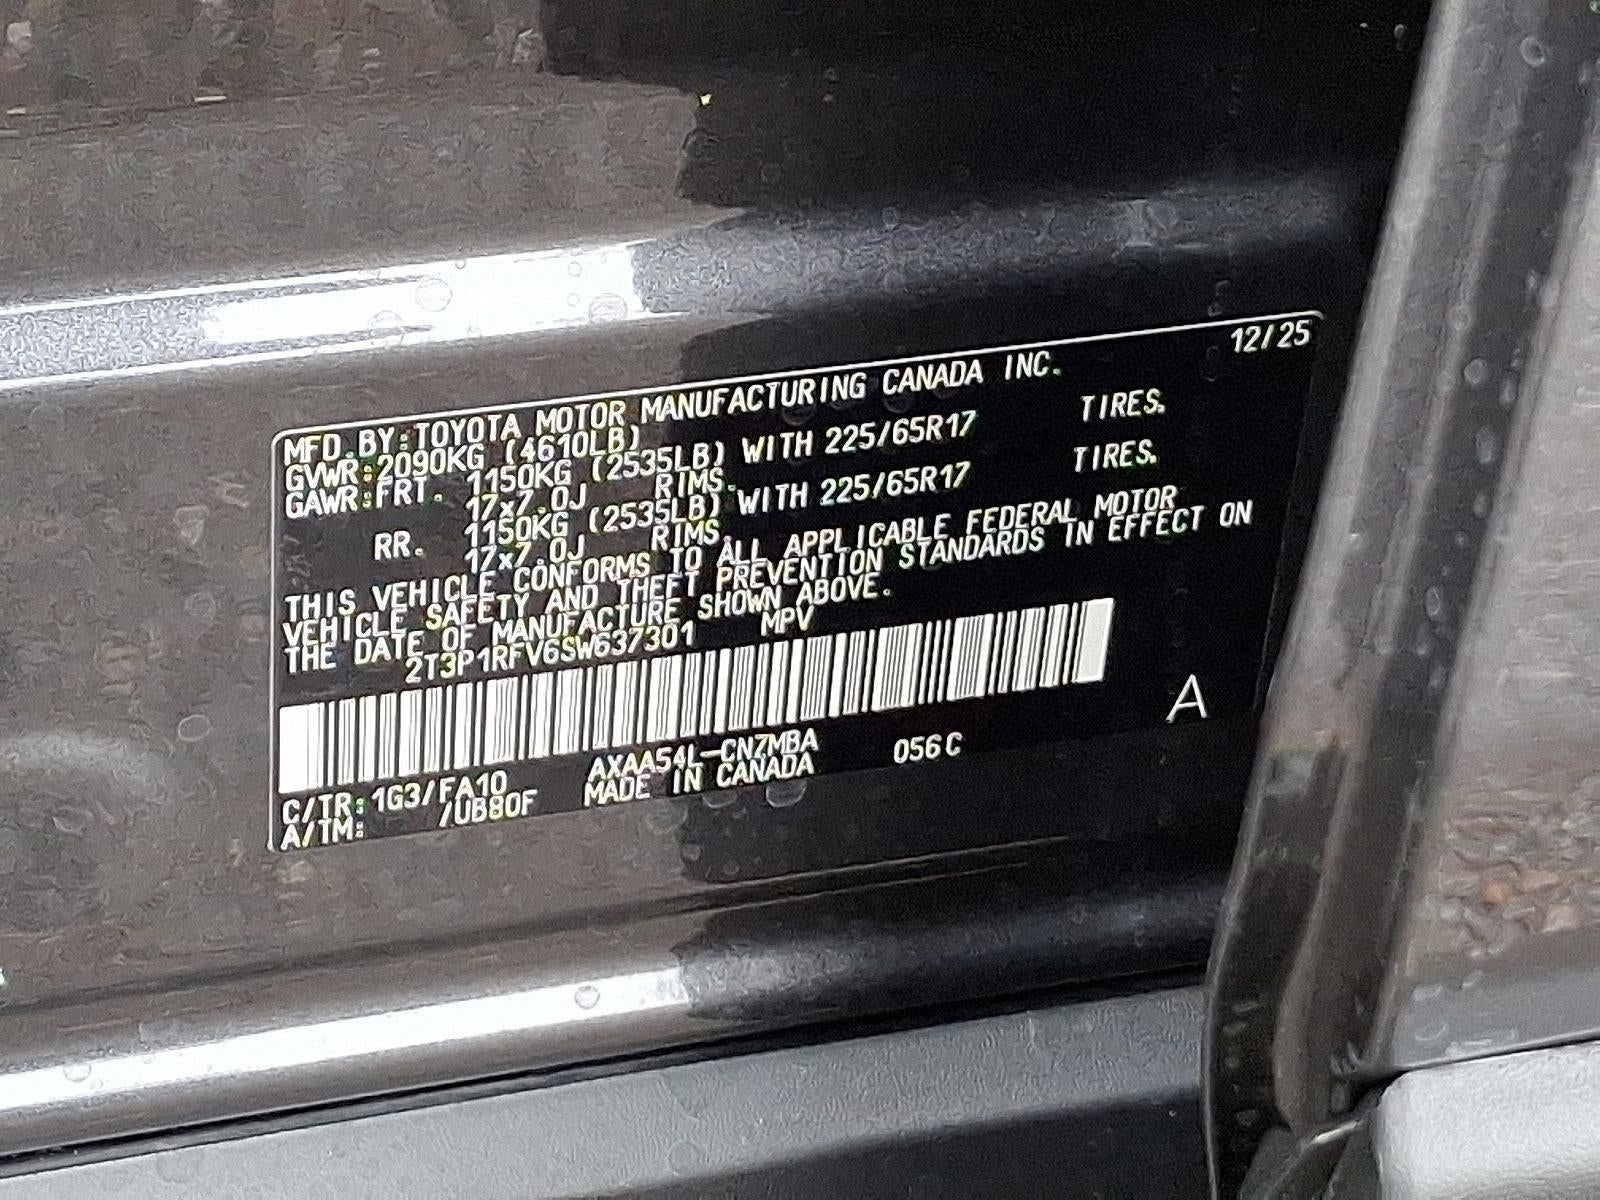 12/25
MFD.BY:TOYOTA MOTOR MANUFACTURING CANADA INC.
GVWR:2090KG (4610LB)
GAWR:FRT. 1150KG (2535LB) WITH 225/65R17 TIRES.
17x7.0J RIMS.
RR. 1150KG (2535LB) WITH 225/65R17 TIRES.
17x7.0J RIMS.
THIS VEHICLE CONFORMS TO ALL APPLICABLE FEDERAL MOTOR
VEHICLE SAFETY AND THEFT PREVENTION STANDARDS IN EFFECT ON
THE DATE OF MANUFACTURE SHOWN ABOVE.
2T3P1RFV6SW637301 MPV
A
AXAA54L-CNZMBA 056C
C/TR:1G3/FA10 MADE IN CANADA
A/TM: /UB80F